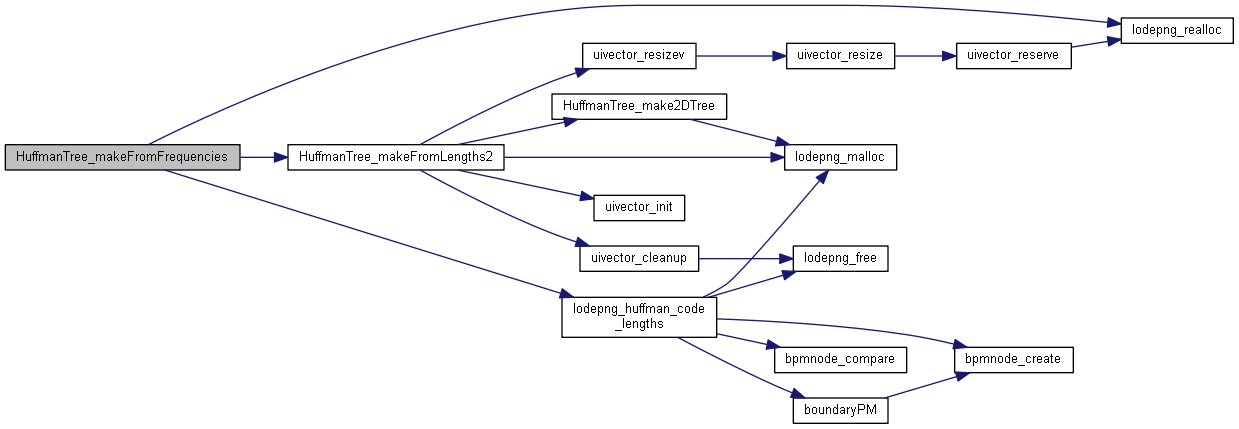 lodepng_realloc
uivector_resizev
uivector_resize
uivector_reserve
HuffmanTree_make2DTree
HuffmanTree_makeFromFrequencies
HuffmanTree_makeFromLengths2
lodepng_malloc
uivector_init
uivector_cleanup
lodepng_free
lodepng_huffman_code
_lengths
bpmnode_compare
bpmnode_create
boundaryPM